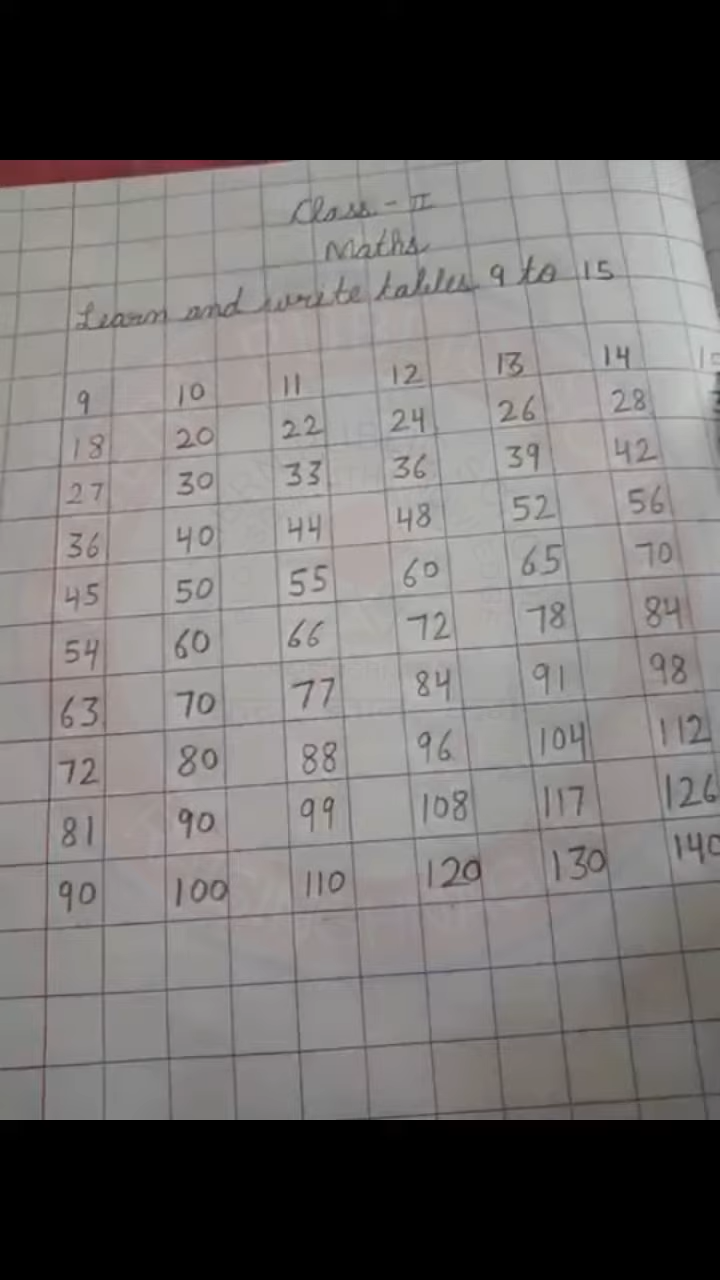 Class - II
Maths
Learn and write tables 9 to 15
9 10 11 12 13 14
18 20 22 24 26 28
27 30 33 36 39 42
36 40 44 48 52 56
45 50 55 60 65 70
54 60 66 72 78 84
63 70 77 84 91 98
72 80 88 96 104 112
81 90 99 108 117 126
90 100 110 120 130 140